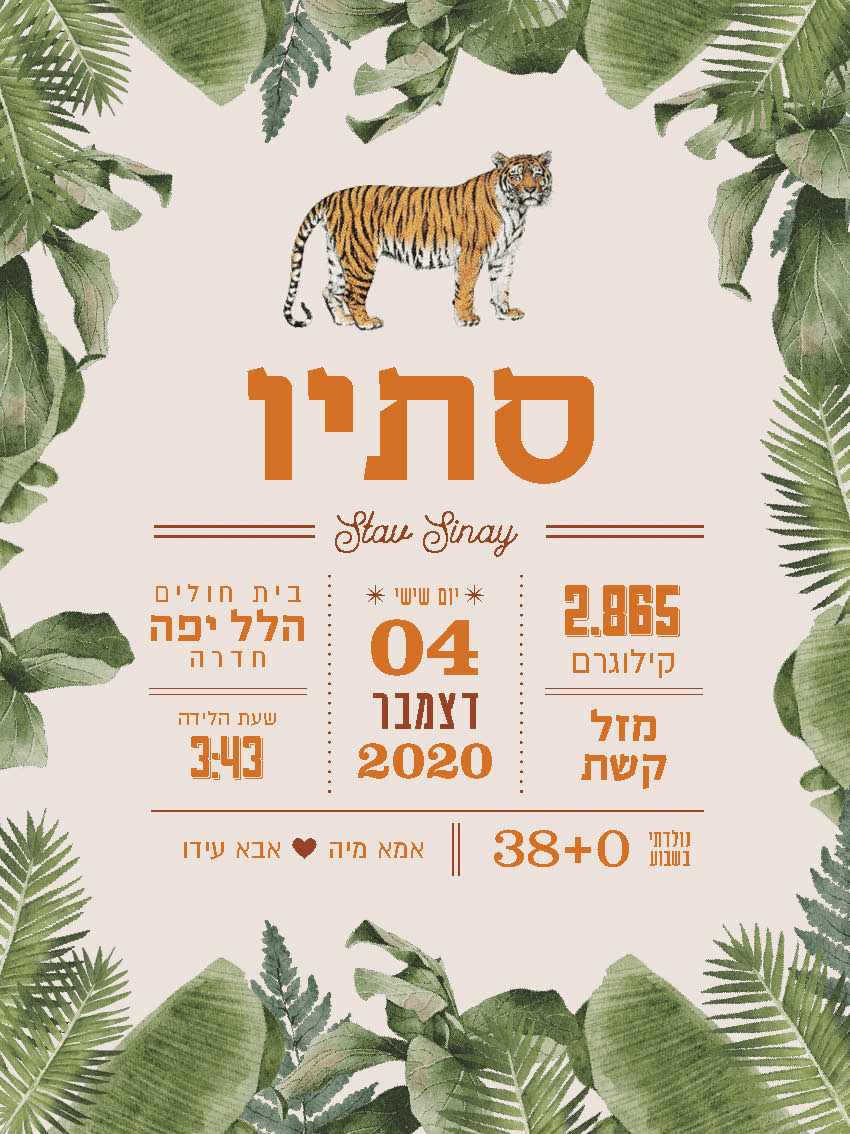 סתיו
Stav Sinay
2.865
קילוגרם
מזל
קשת
יום שישי
04
דצמבר
2020
בית חולים
הלל יפה
חדרה
שעת הלידה
3:43
נולדתי
בשבוע
38+0
אמא מיה ♥ אבא עידו